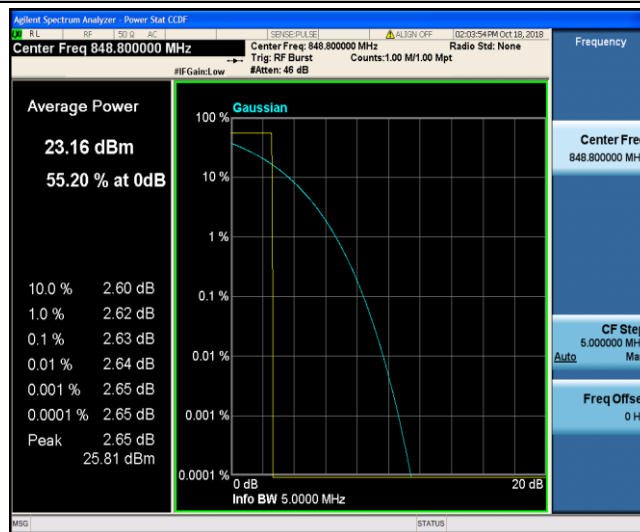 Agilent Spectrum Analyzer - Power Stat CCDF
RL RF 50 Ω AC SENSE:PULSE ALIGN OFF 02:03:54 PM Oct 18, 2018
Center Freq 848.800000 MHz
Center Freq: 848.800000 MHz Radio Std: None
Trig: RF Burst Counts:1.00 M/1.00 Mpt
#IFGain:Low #Atten: 46 dB
Frequency
Average Power
23.16 dBm
55.20 % at 0dB
10.0 % 2.60 dB
1.0 % 2.62 dB
0.1 % 2.63 dB
0.01 % 2.64 dB
0.001 % 2.65 dB
0.0001 % 2.65 dB
Peak 2.65 dB
25.81 dBm
Gaussian
100 %
10 %
1 %
0.1 %
0.01 %
0.001 %
0.0001 %
0 dB 20 dB
Info BW 5.0000 MHz
Center Fre
848.800000 MH
CF Step
5.000000 MH
Auto Ma
Freq Offse
0 H
MSG STATUS